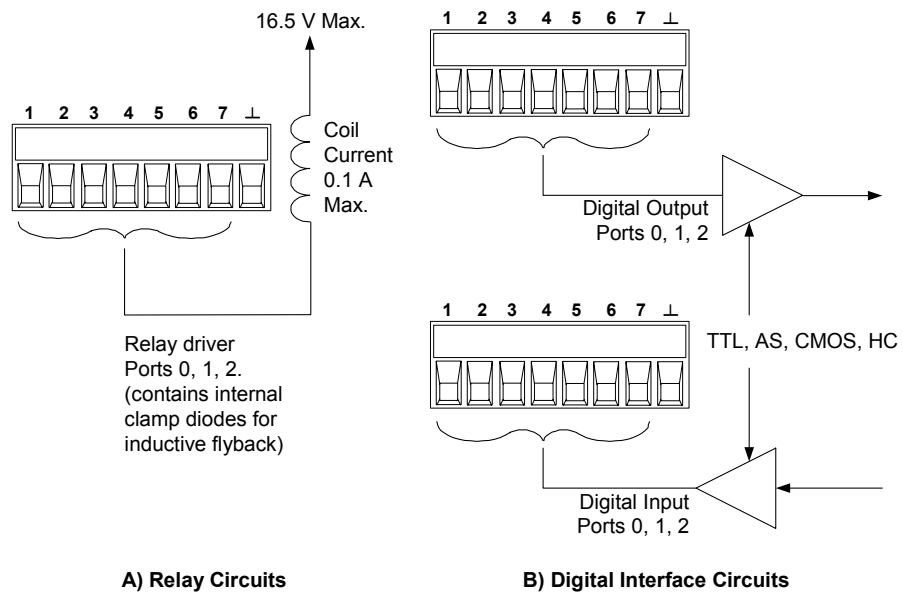 16.5 V Max.
1 2 3 4 5 6 7 ⊥
Coil
Current
0.1 A
Max.
Relay driver
Ports 0, 1, 2.
(contains internal
clamp diodes for
inductive flyback)
A) Relay Circuits
1 2 3 4 5 6 7 ⊥
Digital Output
Ports 0, 1, 2
1 2 3 4 5 6 7 ⊥
TTL, AS, CMOS, HC
Digital Input
Ports 0, 1, 2
B) Digital Interface Circuits